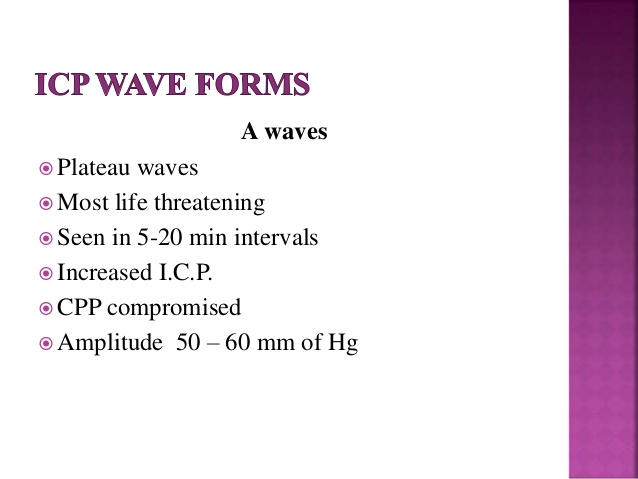 ICP WAVE FORMS
A waves
Plateau waves
Most life threatening
Seen in 5-20 min intervals
Increased I.C.P.
CPP compromised
Amplitude 50 – 60 mm of Hg